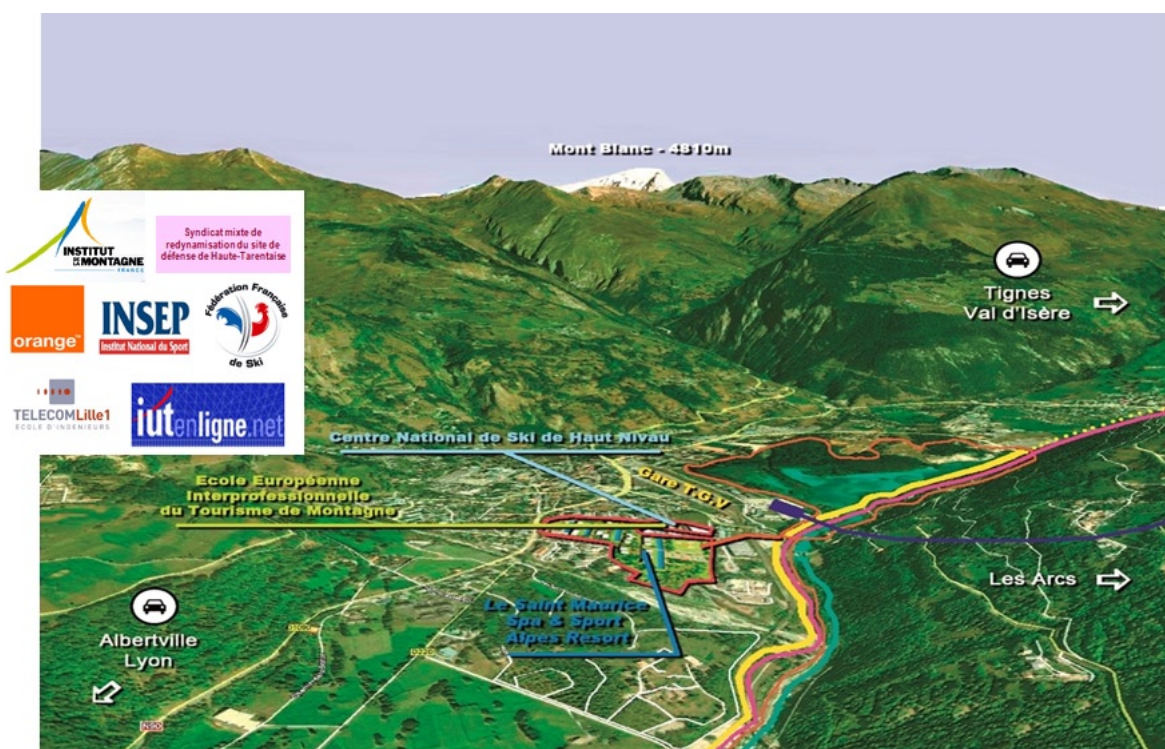 Mont Blanc - 4810m
INSTITUT
DE LA MONTAGNE
FRANCE
Syndicat mixte de
redynamisation du site de
défense de Haute-Tarentaise
orange™
INSEP
Institut National du Sport
Fédération Française
de Ski
TELECOMLille1
ECOLE D'INGENIEURS
iutenligne.net
Tignes
Val d'Isère
Centre National de Ski de Haut Nivau
Ecole Européenne
Interprofessionnelle
du Tourisme de Montagne
Gare T.G.V
Les Arcs
Le Saint Maurice
Spa & Sport
Alpes Resort
Albertville
Lyon
D220